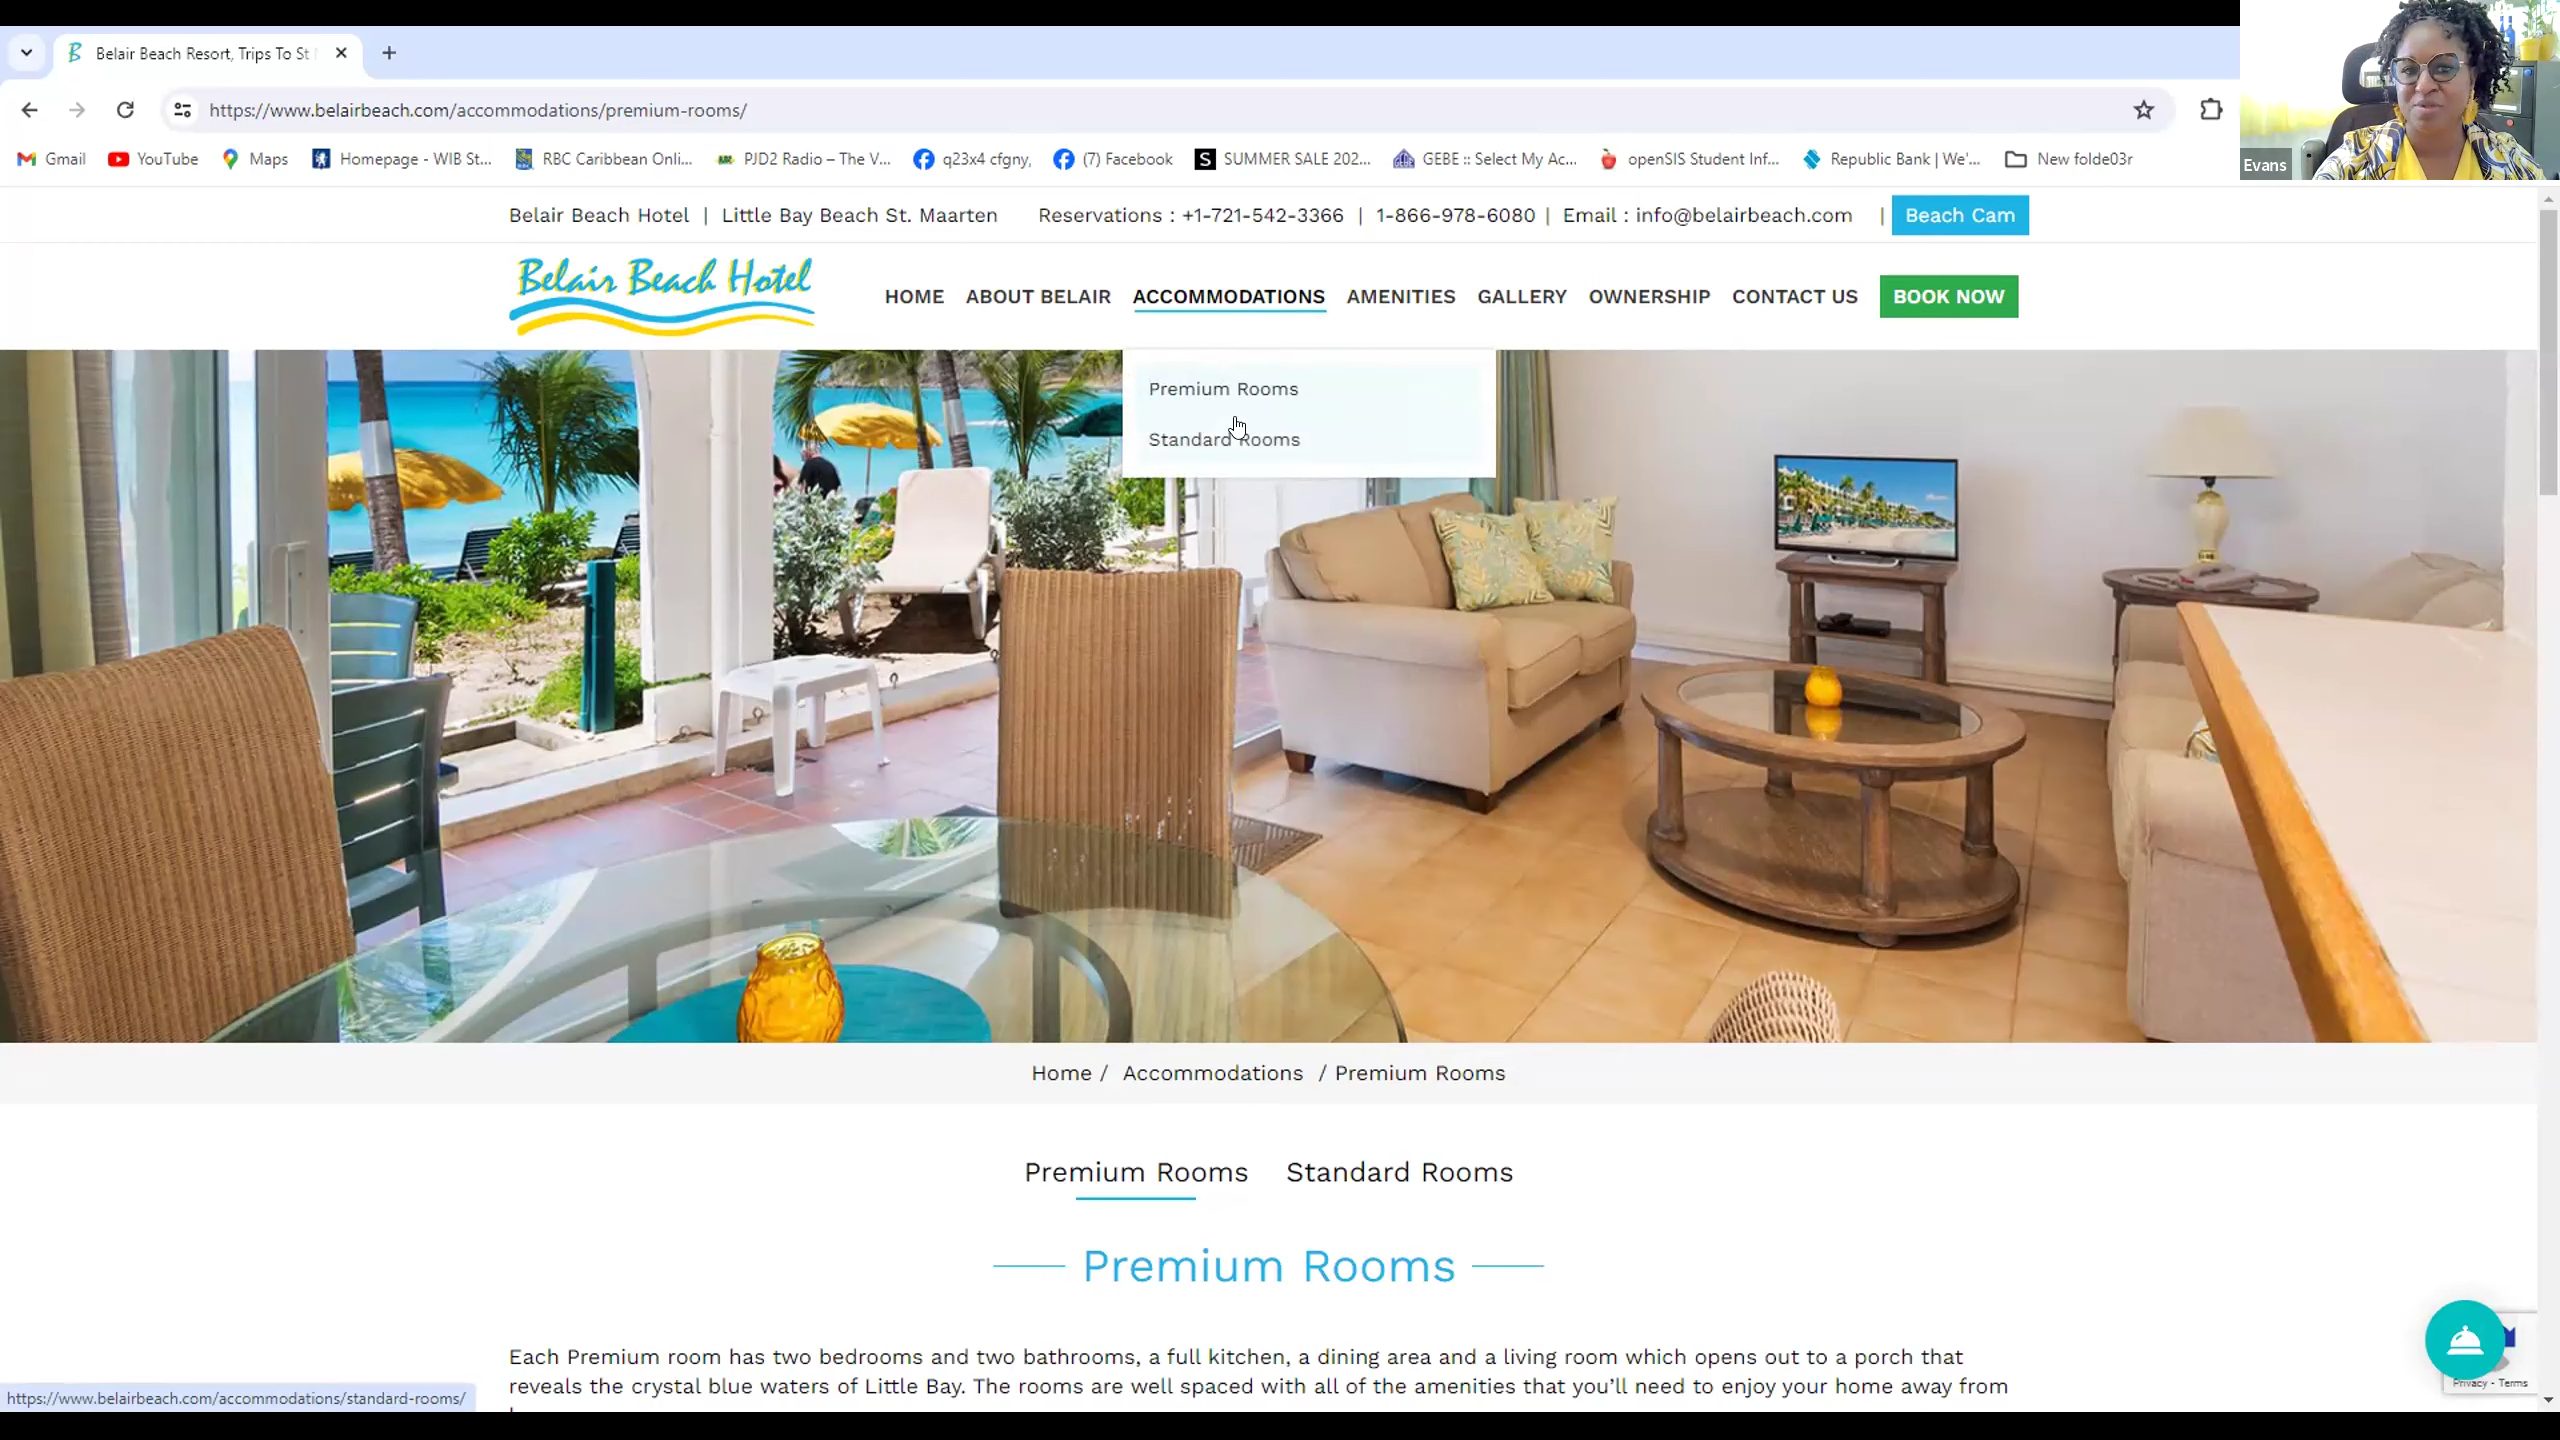 Belair Beach Resort, Trips To St
https://www.belairbeach.com/accommodations/premium-rooms/
Gmail YouTube Maps Homepage - WIB St... RBC Caribbean Onli... PJD2 Radio – The V... q23x4 cfgny, (7) Facebook SUMMER SALE 202... GEBE :: Select My Ac... openSIS Student Inf... Republic Bank | We'... New folde03r
Evans
Belair Beach Hotel | Little Bay Beach St. Maarten Reservations : +1-721-542-3366 | 1-866-978-6080 | Email : info@belairbeach.com | Beach Cam
Belair Beach Hotel
HOME ABOUT BELAIR ACCOMMODATIONS AMENITIES GALLERY OWNERSHIP CONTACT US BOOK NOW
Premium Rooms
Standard Rooms
Home / Accommodations / Premium Rooms
Premium Rooms Standard Rooms
Premium Rooms
Each Premium room has two bedrooms and two bathrooms, a full kitchen, a dining area and a living room which opens out to a porch that
reveals the crystal blue waters of Little Bay. The rooms are well spaced with all of the amenities that you’ll need to enjoy your home away from
Privacy - Terms
https://www.belairbeach.com/accommodations/standard-rooms/